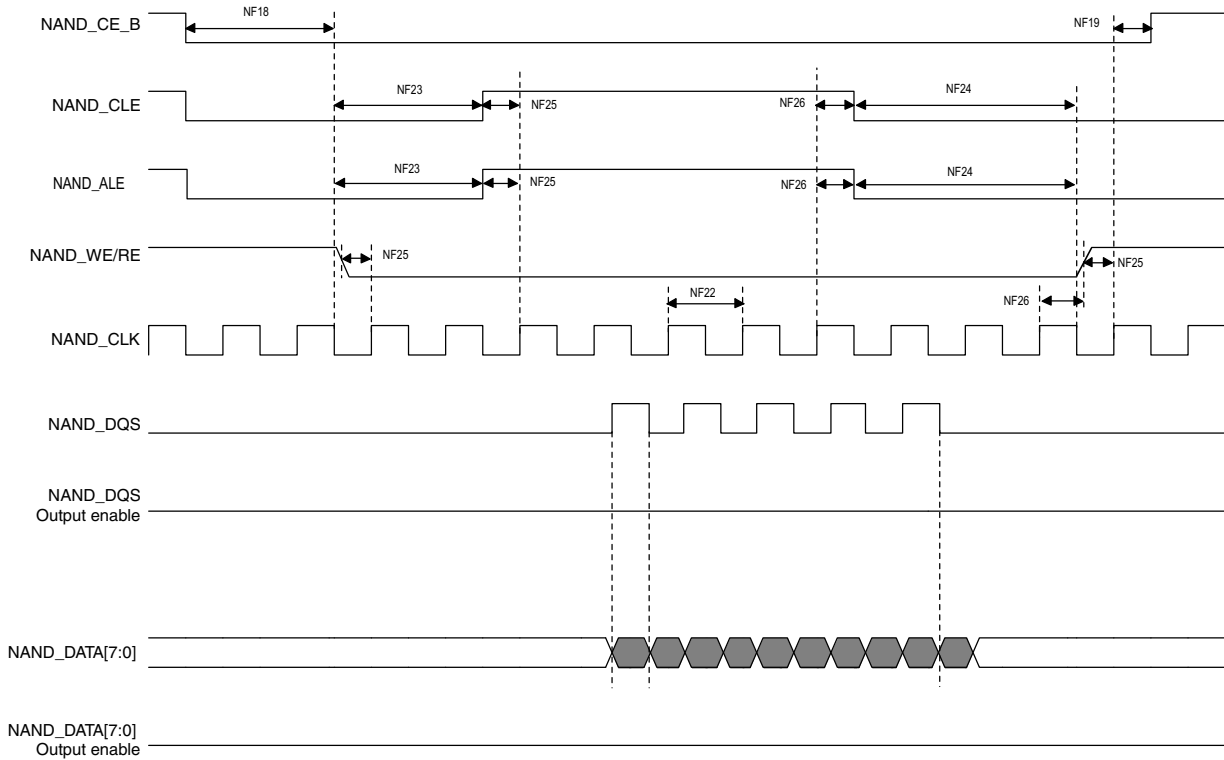 NAND_CE_B
NF18
NF19
NAND_CLE
NF23
NF25
NF26
NF24
NAND_ALE
NF23
NF25
NF26
NF24
NAND_WE/RE
NF25
NF25
NF22
NF26
NAND_CLK
NAND_DQS
NAND_DQS
Output enable
NAND_DATA[7:0]
NAND_DATA[7:0]
Output enable